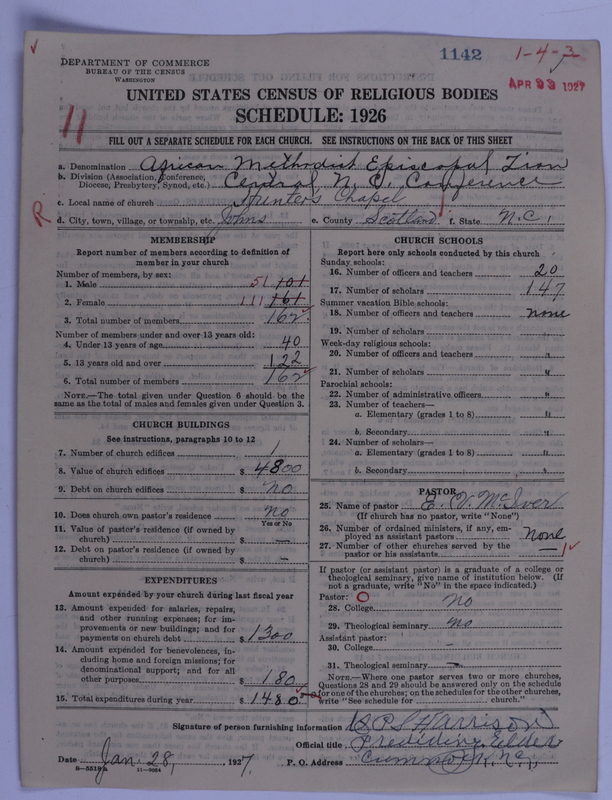 1142
1-4-2
DEPARTMENT OF COMMERCE
BUREAU OF THE CENSUS
WASHINGTON
APR 1927
UNITED STATES CENSUS OF RELIGIOUS BODIES
SCHEDULE: 1926
11
FILL OUT A SEPARATE SCHEDULE FOR EACH CHURCH. SEE INSTRUCTIONS ON THE BACK OF THIS SHEET
a. Denomination African Methodist Episcopal Zion
b. Division (Association, Conference, Diocese, Presbytery, Synod, etc.) Central N.C. Conference
c. Local name of church Chapel
R
d. City, town, village, or township, etc. Johns e. County Scotland f. State N.C.
MEMBERSHIP
Report number of members according to definition of
member in your church
Number of members, by sex:
1. Male 51 101
2. Female 111 161
3. Total number of members 162
Number of members under and over 13 years old:
4. Under 13 years of age 40
5. 13 years old and over 122
6. Total number of members 162
NOTE.—The total given under Question 6 should be
the same as the total of males and females given under Question 3.
CHURCH BUILDINGS
See instructions, paragraphs 10 to 12
7. Number of church edifices 1
8. Value of church edifices $ 4800
9. Debt on church edifices $ no
10. Does church own pastor's residence no
Yes or No
11. Value of pastor's residence (if owned by
church) $ —
12. Debt on pastor's residence (if owned by
church) $ -
EXPENDITURES
Amount expended by your church during last fiscal year
13. Amount expended for salaries, repairs,
and other running expenses; for im-
provements or new buildings; and for
payments on church debt $ 1300
14. Amount expended for benevolences, in-
cluding home and foreign missions; for
denominational support; and for all
other purposes $ 180
15. Total expenditures during year $ 1480
CHURCH SCHOOLS
Report here only schools conducted by this church
Sunday schools:
16. Number of officers and teachers 20
17. Number of scholars 147
Summer vacation Bible schools:
18. Number of officers and teachers none
19. Number of scholars "
Week-day religious schools:
20. Number of officers and teachers "
21. Number of scholars "
Parochial schools:
22. Number of administrative officers "
23. Number of teachers—
a. Elementary (grades 1 to 8) "
b. Secondary "
24. Number of scholars—
a. Elementary (grades 1 to 8) "
b. Secondary "
PASTOR
25. Name of pastor E. V. McIver
(If church has no pastor, write "None")
26. Number of ordained ministers, if any, em-
ployed as assistant pastors None
27. Number of other churches served by the
pastor or his assistants — 1
If pastor (or assistant pastor) is a graduate of a college or
theological seminary, give name of institution below. (If
not a graduate, write "No" in the space indicated.)
Pastor: O
28. College No
29. Theological seminary No
Assistant pastor:
30. College -
31. Theological seminary -
NOTE.—Where one pastor serves two or more churches,
Questions 28 and 29 should be answered only on the schedule
for one of the churches; on the schedules for the other churches,
write "See schedule for church."
Signature of person furnishing information Harrison
Official title Presiding Elder
Date Jan. 28, 1927. P. O. Address N.C.
8—5518a 11—9024